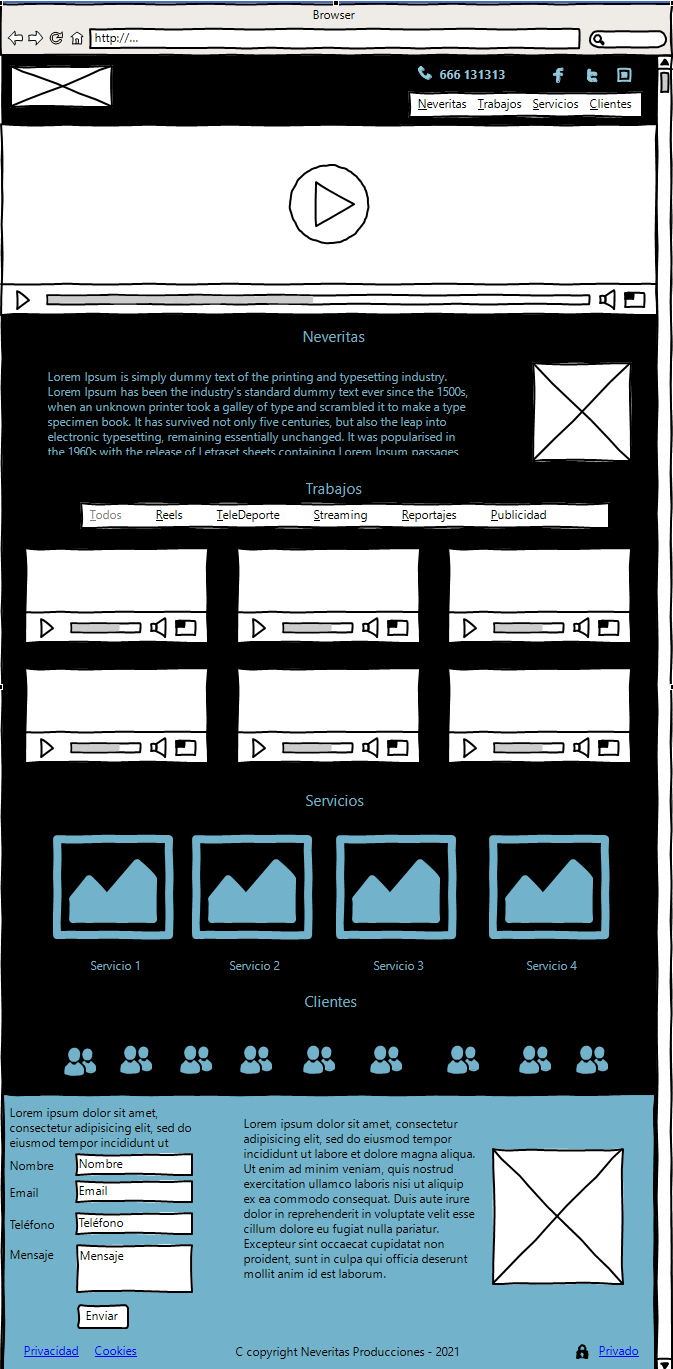 Browser
http://...
666 131313
Neveritas Trabajos Servicios Clientes
Neveritas
Lorem Ipsum is simply dummy text of the printing and typesetting industry.
Lorem Ipsum has been the industry's standard dummy text ever since the 1500s,
when an unknown printer took a galley of type and scrambled it to make a type
specimen book. It has survived not only five centuries, but also the leap into
electronic typesetting, remaining essentially unchanged. It was popularised in
the 1960s with the release of Letraset sheets containing Lorem Ipsum passages
Trabajos
Todos Reels TeleDeporte Streaming Reportajes Publicidad
Servicios
Servicio 1 Servicio 2 Servicio 3 Servicio 4
Clientes
Lorem ipsum dolor sit amet,
consectetur adipisicing elit, sed do
eiusmod tempor incididunt ut
Nombre Nombre
Email Email
Teléfono Teléfono
Mensaje Mensaje
Enviar
Lorem ipsum dolor sit amet, consectetur
adipisicing elit, sed do eiusmod tempor
incididunt ut labore et dolore magna aliqua.
Ut enim ad minim veniam, quis nostrud
exercitation ullamco laboris nisi ut aliquip
ex ea commodo consequat. Duis aute irure
dolor in reprehenderit in voluptate velit esse
cillum dolore eu fugiat nulla pariatur.
Excepteur sint occaecat cupidatat non
proident, sunt in culpa qui officia deserunt
mollit anim id est laborum.
Privacidad Cookies C copyright Neveritas Producciones - 2021 Privado